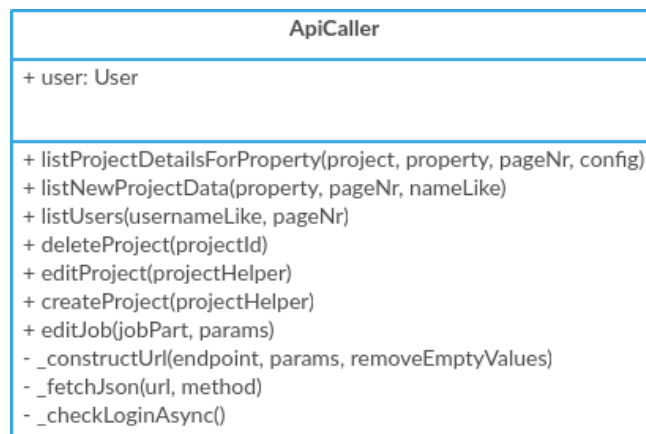 ApiCaller
+ user: User
+ listProjectDetailsForProperty(project, property, pageNr, config)
+ listNewProjectData(property, pageNr, nameLike)
+ listUsers(usernameLike, pageNr)
+ deleteProject(projectId)
+ editProject(projectHelper)
+ createProject(projectHelper)
+ editJob(jobPart, params)
- _constructUrl(endpoint, params, removeEmptyValues)
- _fetchJson(url, method)
- _checkLoginAsync()